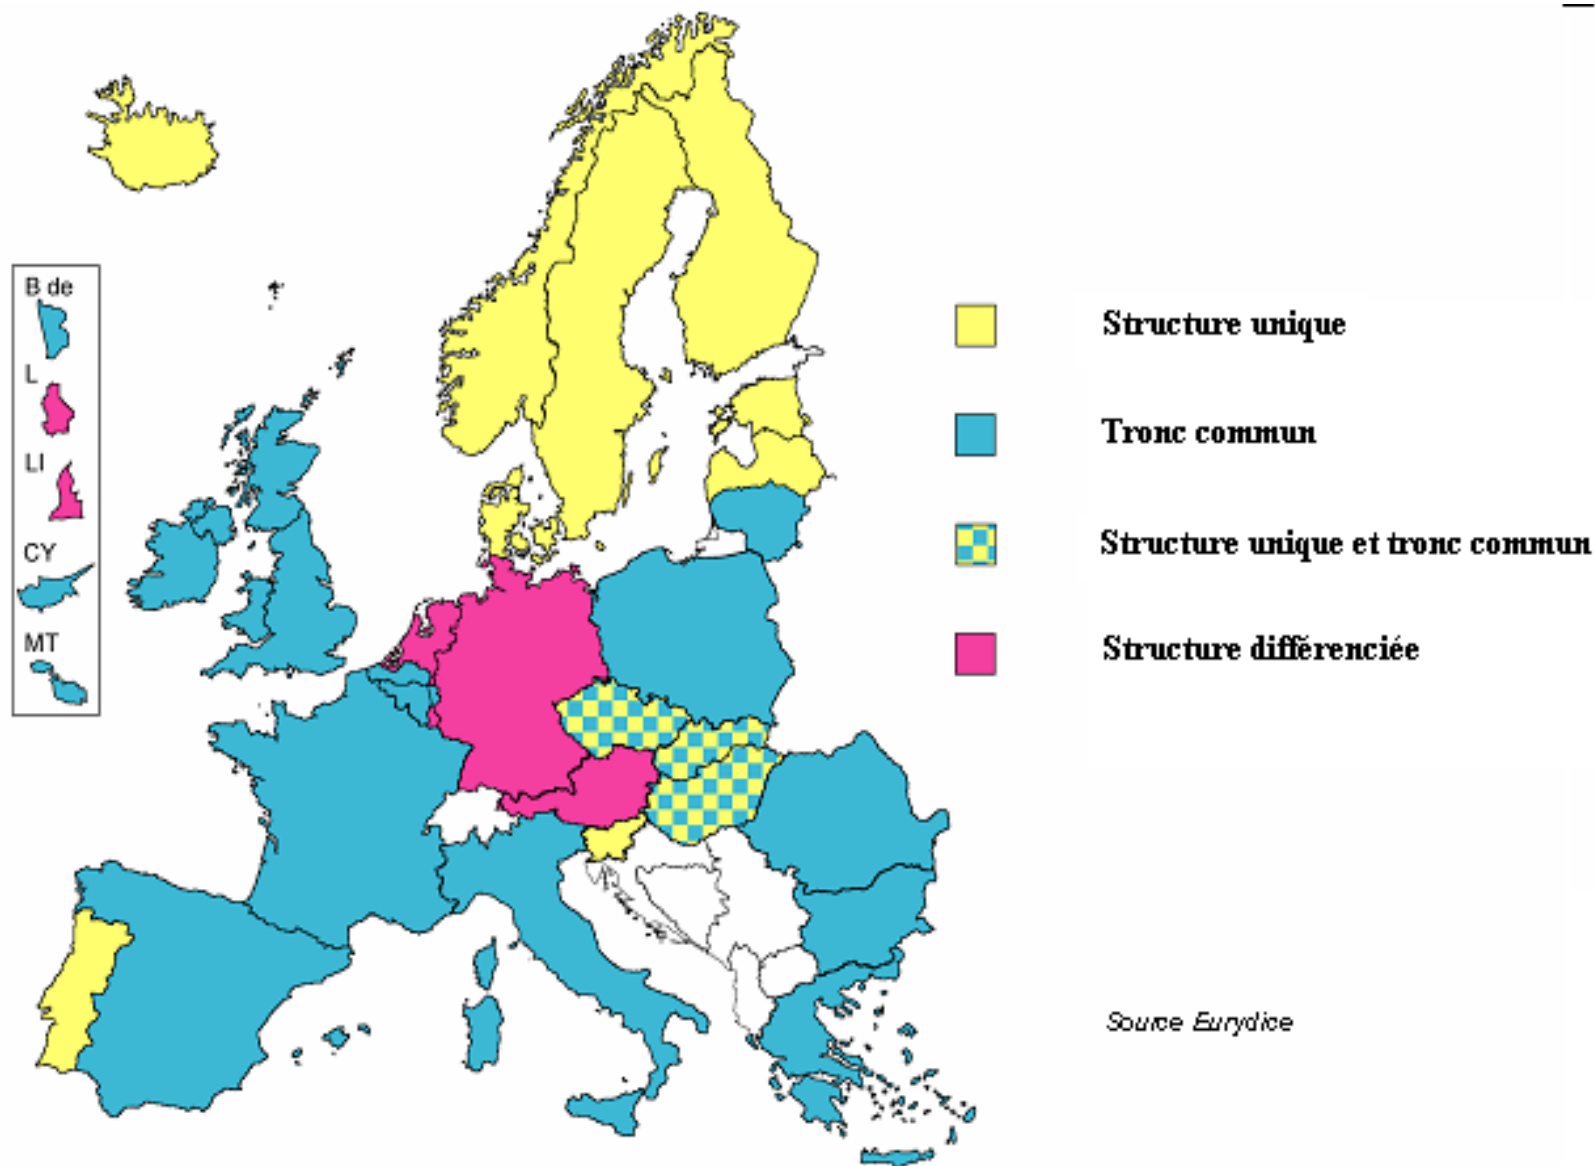 B de
L
LI
CY
MT
Structure unique
Tronc commun
Structure unique et tronc commun
Structure différenciée
Source Eurydice